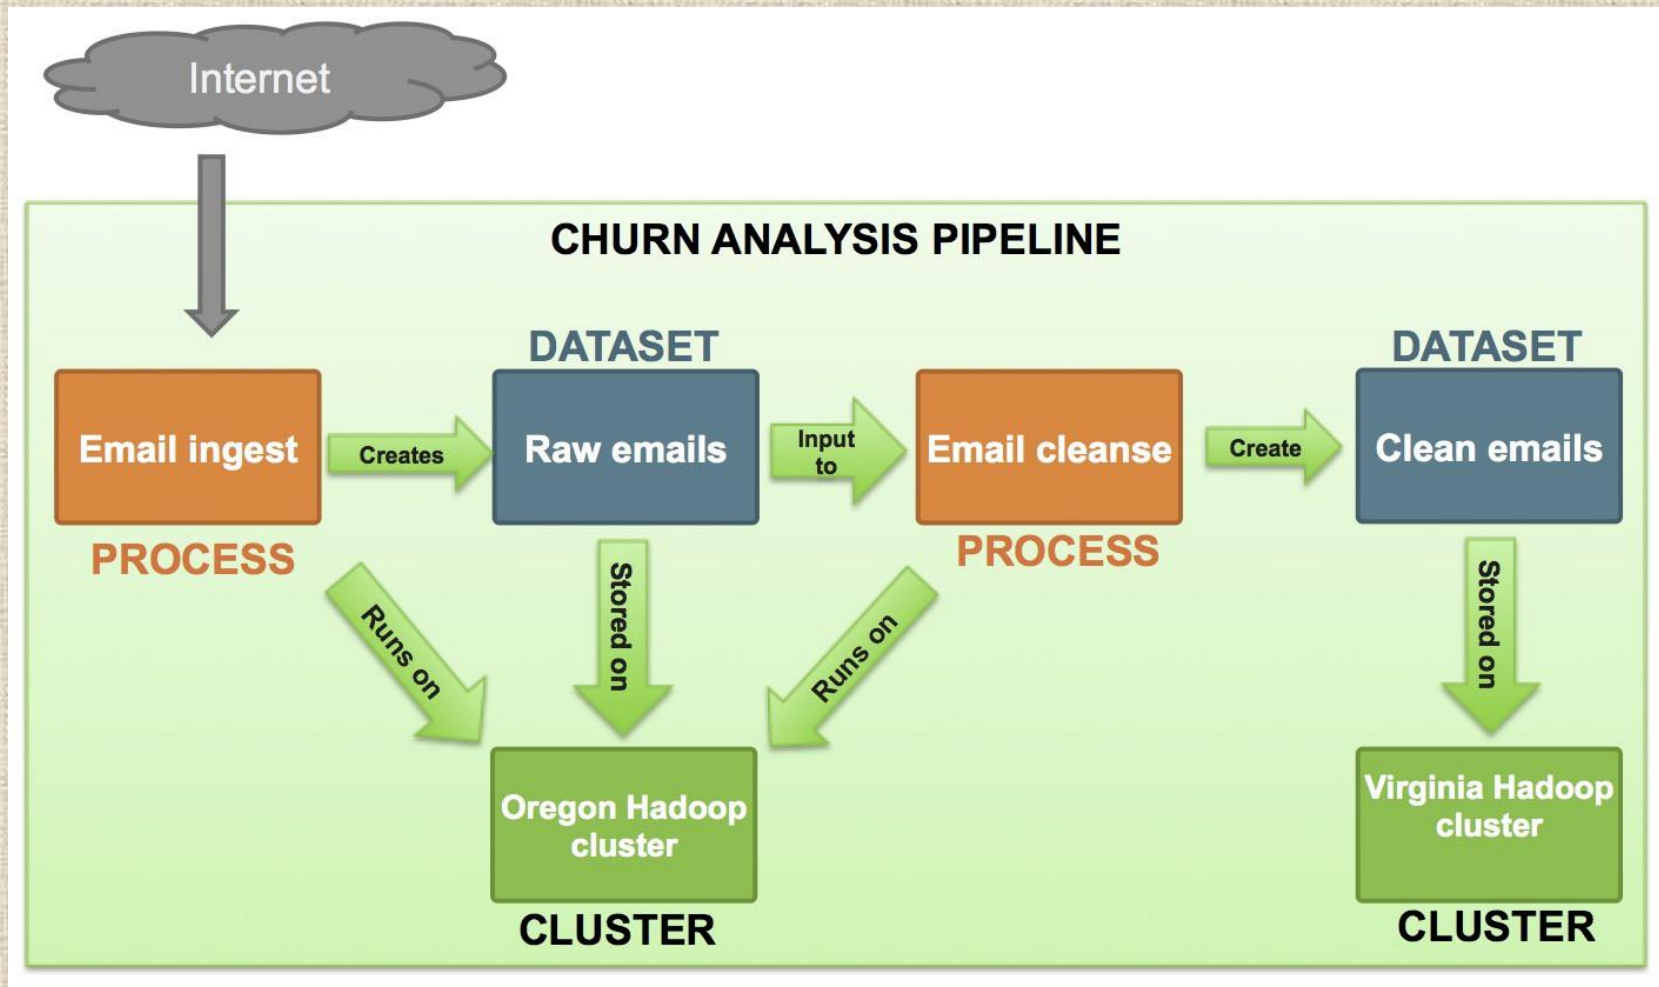 Internet
CHURN ANALYSIS PIPELINE
DATASET
DATASET
Email ingest
Creates
Raw emails
Input
to
Email cleanse
Create
Clean emails
PROCESS
PROCESS
Runs on
Stored on
Runs on
Stored on
Oregon Hadoop
cluster
Virginia Hadoop
cluster
CLUSTER
CLUSTER